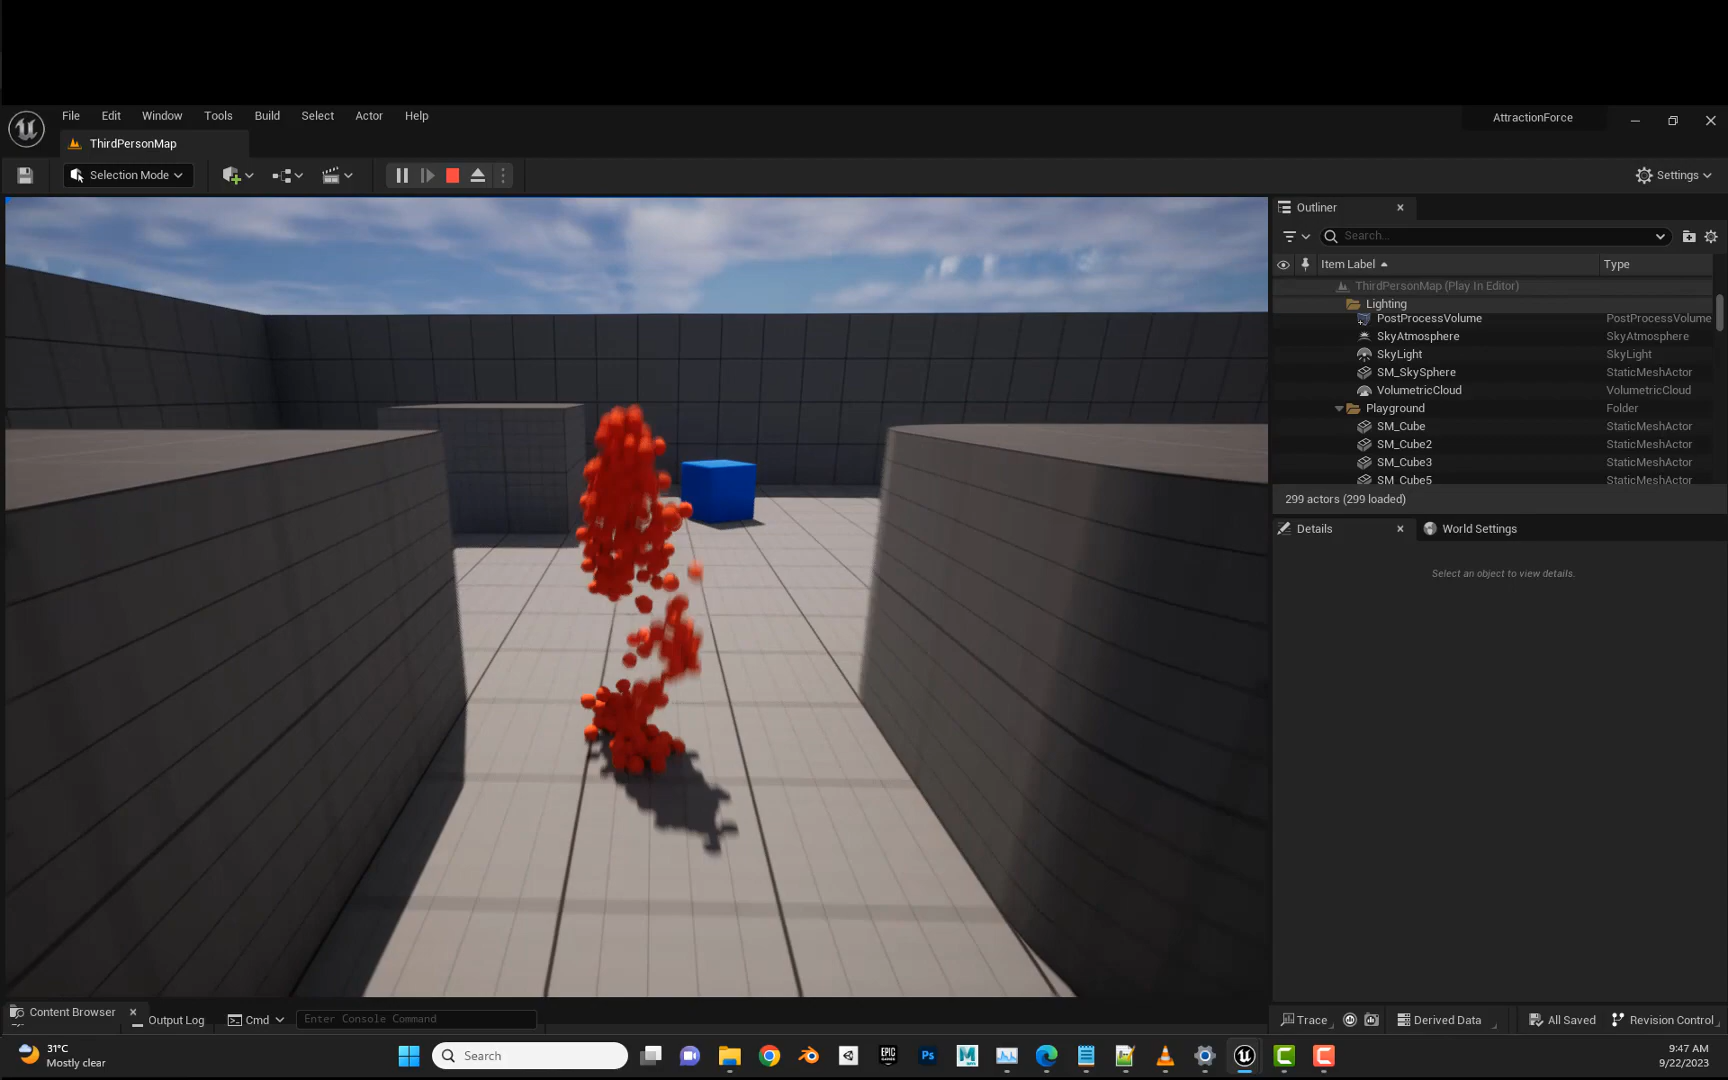 File Edit Window Tools Build Select Actor Help
AttractionForce
ThirdPersonMap
Selection Mode
Settings
Outliner
Search...
Item Label Type
ThirdPersonMap (Play In Editor)
Lighting
PostProcessVolume PostProcessVolume
SkyAtmosphere SkyAtmosphere
SkyLight SkyLight
SM_SkySphere StaticMeshActor
VolumetricCloud VolumetricCloud
Playground Folder
SM_Cube StaticMeshActor
SM_Cube2 StaticMeshActor
SM_Cube3 StaticMeshActor
SM_Cube5 StaticMeshActor
299 actors (299 loaded)
Details World Settings
Select an object to view details.
Content Browser Output Log Cmd Enter Console Command
Trace Derived Data All Saved Revision Control
31°C
Mostly clear
Search
EPIC
GAMES
Ps
M
9:47 AM
9/22/2023